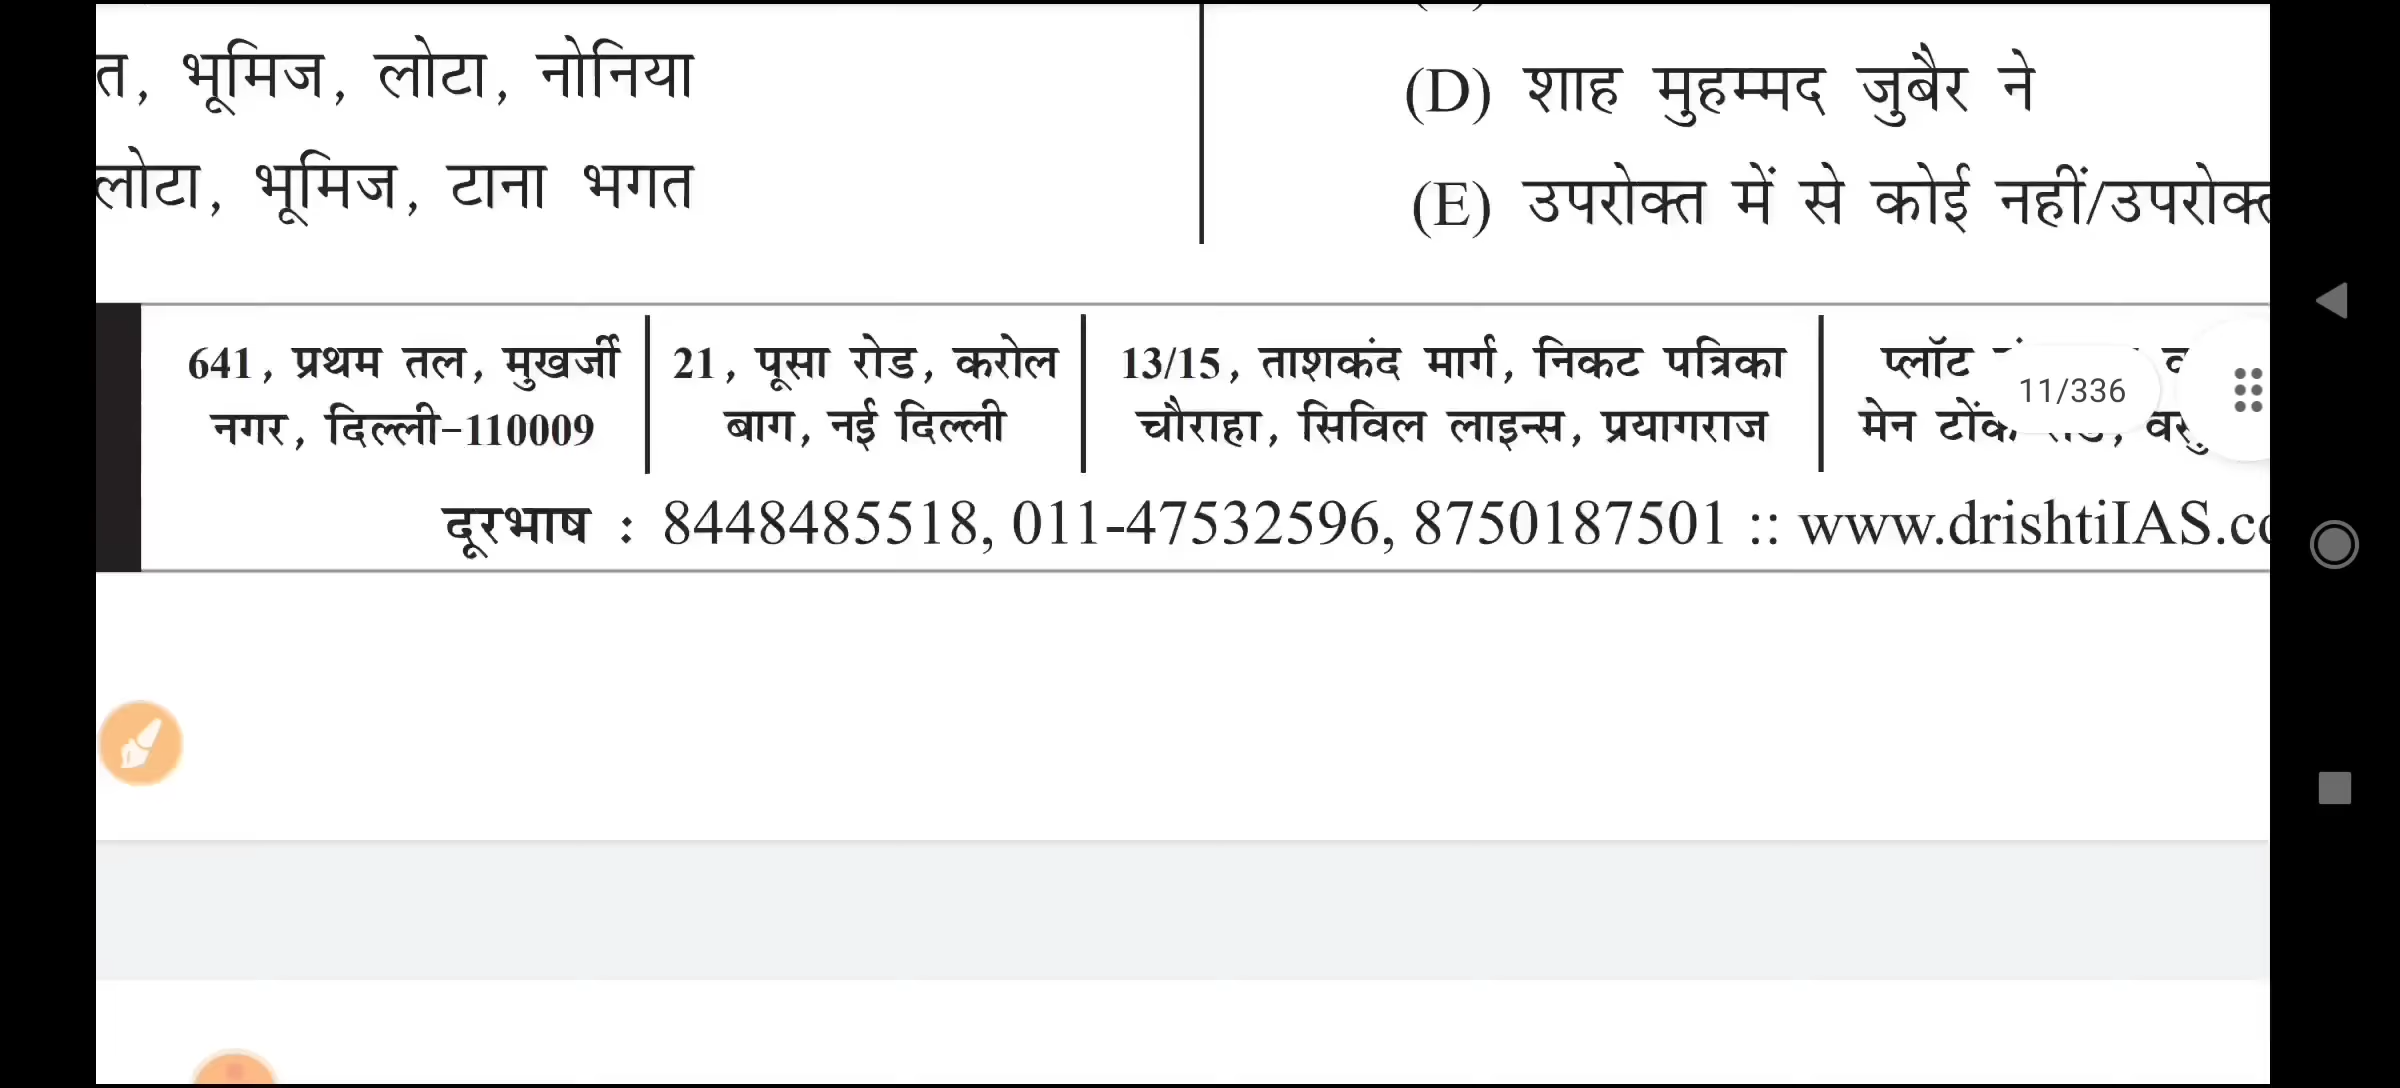 त, भूमिज, लोटा, नोनिया
लोटा, भूमिज, टाना भगत
(D) शाह मुहम्मद जुबैर ने
(E) उपरोक्त में से कोई नहीं/उपरोक्त
641, प्रथम तल, मुखर्जी
नगर, दिल्ली-110009
21, पूसा रोड, करोल
बाग, नई दिल्ली
13/15, ताशकंद मार्ग, निकट पत्रिका
चौराहा, सिविल लाइन्स, प्रयागराज
प्लॉट
मेन टोंक
11/336
दूरभाष : 8448485518, 011-47532596, 8750187501 :: www.drishtiIAS.co